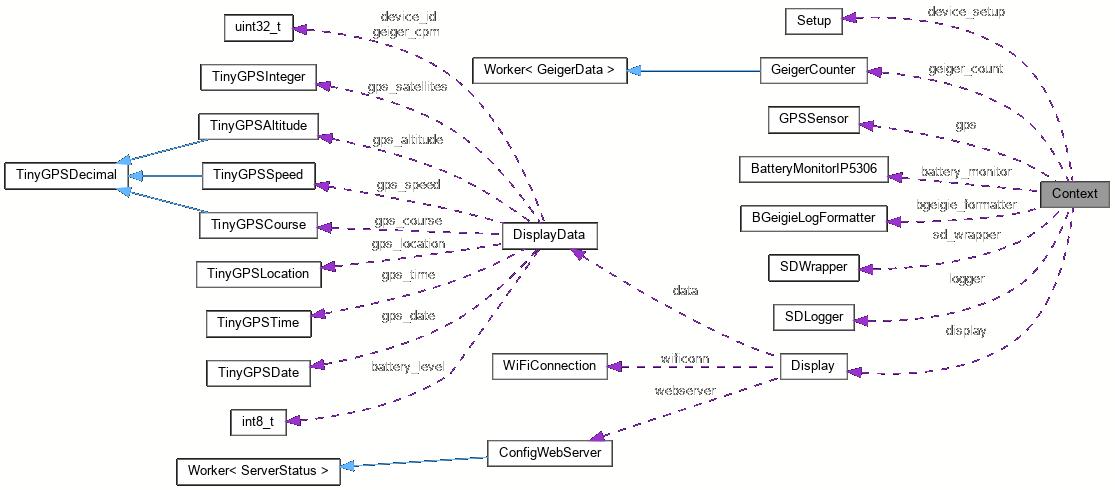 device_id
geiger_cpm
uint32_t
TinyGPSInteger
gps_satellites
TinyGPSAltitude
gps_altitude
TinyGPSDecimal
TinyGPSSpeed
gps_speed
TinyGPSCourse
gps_course
TinyGPSLocation
gps_location
TinyGPSTime
gps_time
TinyGPSDate
gps_date
int8_t
battery_level
Worker< ServerStatus >
DisplayData
data
Worker< GeigerData >
WiFiConnection
wificonn
ConfigWebServer
webserver
Setup
device_setup
GeigerCounter
geiger_count
GPSSensor
gps
BatteryMonitorIP5306
battery_monitor
BGeigieLogFormatter
bgeigie_formatter
SDWrapper
sd_wrapper
SDLogger
logger
Display
display
Context